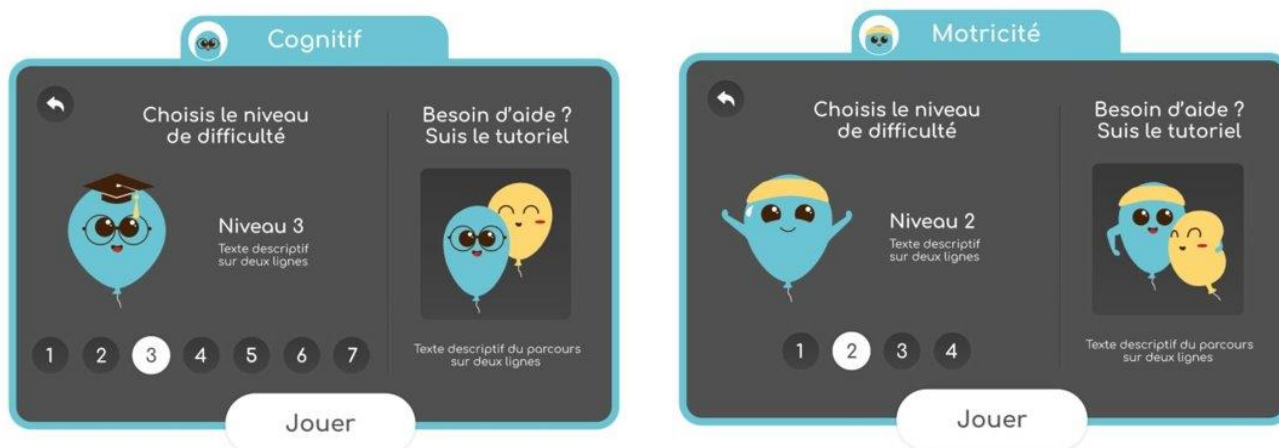 Cognitif
Choisis le niveau
de difficulté
Niveau 3
Texte descriptif
sur deux lignes
1 2 3 4 5 6 7
Besoin d'aide ?
Suis le tutoriel
Texte descriptif du parcours
sur deux lignes
Jouer
Motricité
Choisis le niveau
de difficulté
Niveau 2
Texte descriptif
sur deux lignes
1 2 3 4
Besoin d'aide ?
Suis le tutoriel
Texte descriptif du parcours
sur deux lignes
Jouer